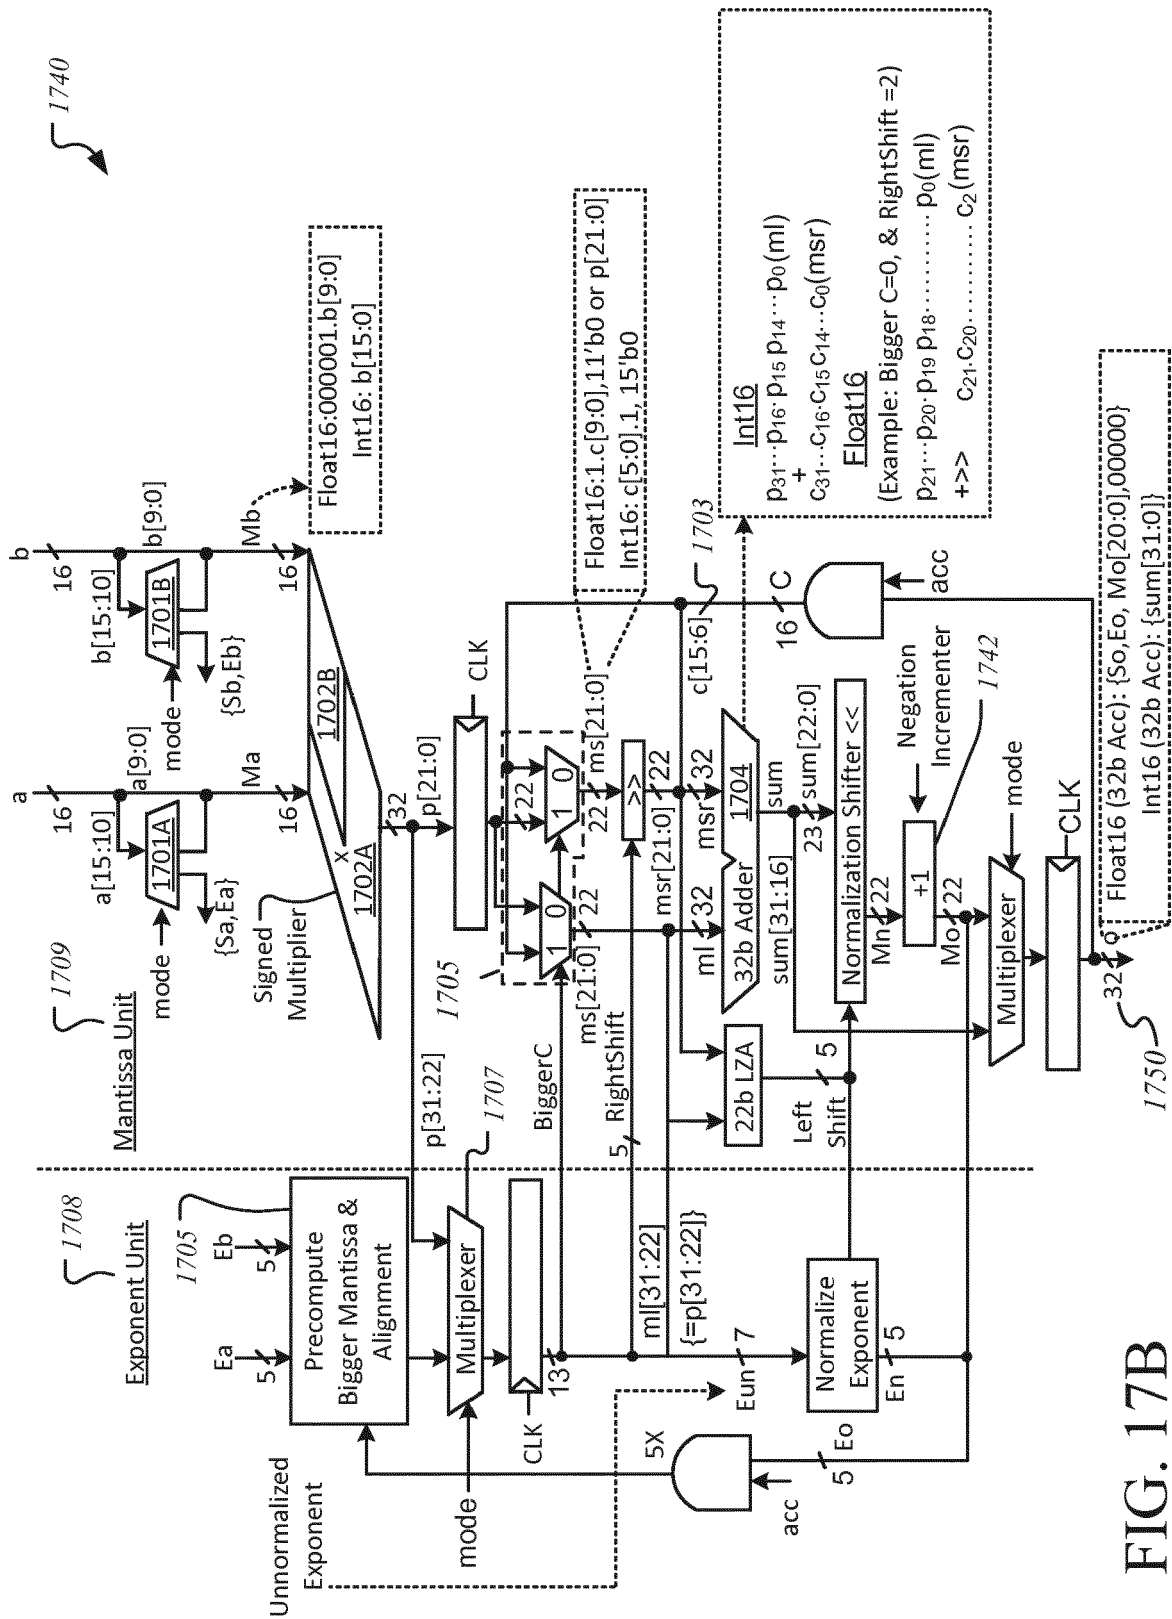 1740
Exponent Unit
1708
Mantissa Unit
1709
a
16
a[15:10]
a[9:0]
mode
1701A
{Sa,Ea}
Ma
16
b
16
b[15:10]
b[9:0]
mode
1701B
{Sb,Eb}
Mb
16
Float16:000001.b[9:0]
Int16: b[15:0]
Signed
Multiplier
x
1702A
1702B
32
p[21:0]
p[31:22]
Ea
5
Eb
5
1705
Precompute
Bigger Mantissa &
Alignment
Multiplexer
1707
mode
CLK
13
CLK
1705
BiggerC
1 0
1 0
22
22
22
ms[21:0]
ms[21:0]
Float16:1.c[9:0],11'b0 or p[21:0]
Int16: c[5:0].1, 15'b0
RightShift
5
>>
22
msr[21:0]
c[15:6]
16
C
1703
acc
ml[31:22]
{=p[31:22]}
ml
32
msr
32
32b Adder
1704
Int16
p31...p16.p15 p14...p0(ml)
+
c31...c16.c15 c14...c0(msr)
Float16
(Example: Bigger C=0, & RightShift =2)
p21...p20.p19 p18..........p0(ml)
+>>
c21.c20..........c2(msr)
22b LZA
Left
Shift
5
sum[31:16]
sum
23
sum[22:0]
Normalization Shifter <<
Unnormalized
Exponent
Eun
7
Normalize
Exponent
En
5
5X
acc
5
Eo
Mn
22
+1
Negation
Incrementer
1742
Mo
22
Multiplexer
mode
CLK
32
Q
1750
Float16 (32b Acc): {So,Eo, Mo[20:0],00000}
Int16 (32b Acc): {sum[31:0]}
FIG. 17B